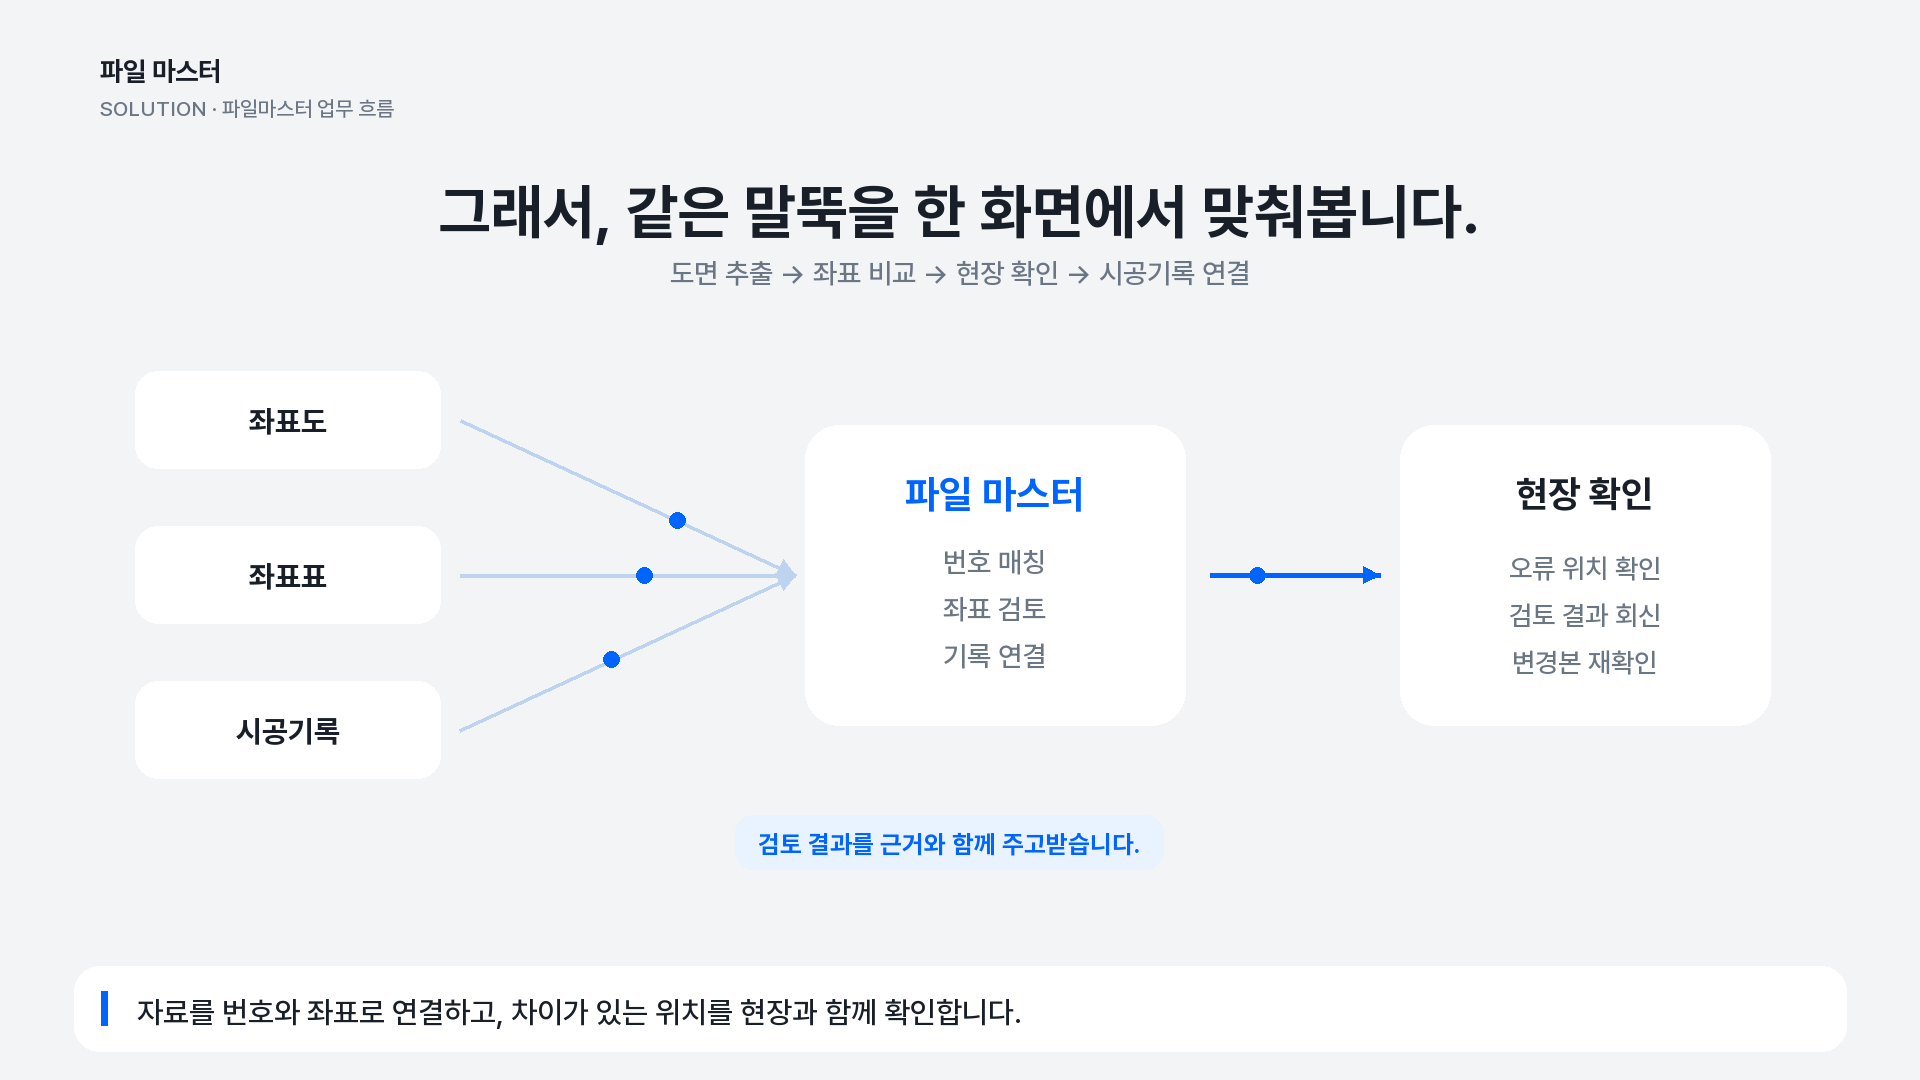 파일 마스터
SOLUTION · 파일마스터 업무 흐름
그래서, 같은 말뚝을 한 화면에서 맞춰봅니다.
도면 추출 → 좌표 비교 → 현장 확인 → 시공기록 연결
좌표도
좌표표
시공기록
파일 마스터
번호 매칭
좌표 검토
기록 연결
현장 확인
오류 위치 확인
검토 결과 회신
변경본 재확인
검토 결과를 근거와 함께 주고받습니다.
자료를 번호와 좌표로 연결하고, 차이가 있는 위치를 현장과 함께 확인합니다.